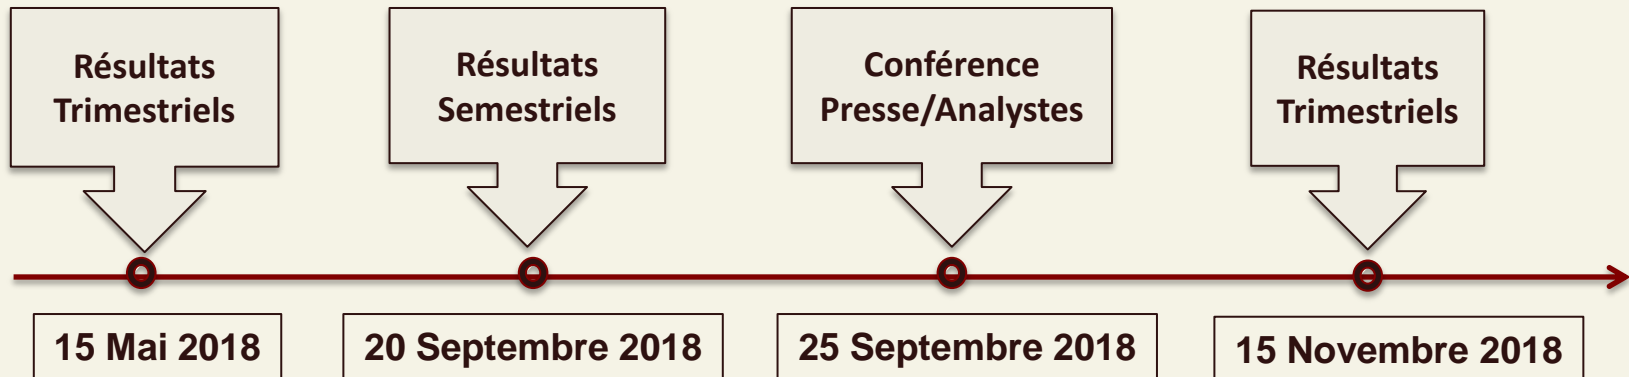 Résultats
Trimestriels
Résultats
Semestriels
Conférence
Presse/Analystes
Résultats
Trimestriels
15 Mai 2018
20 Septembre 2018
25 Septembre 2018
15 Novembre 2018